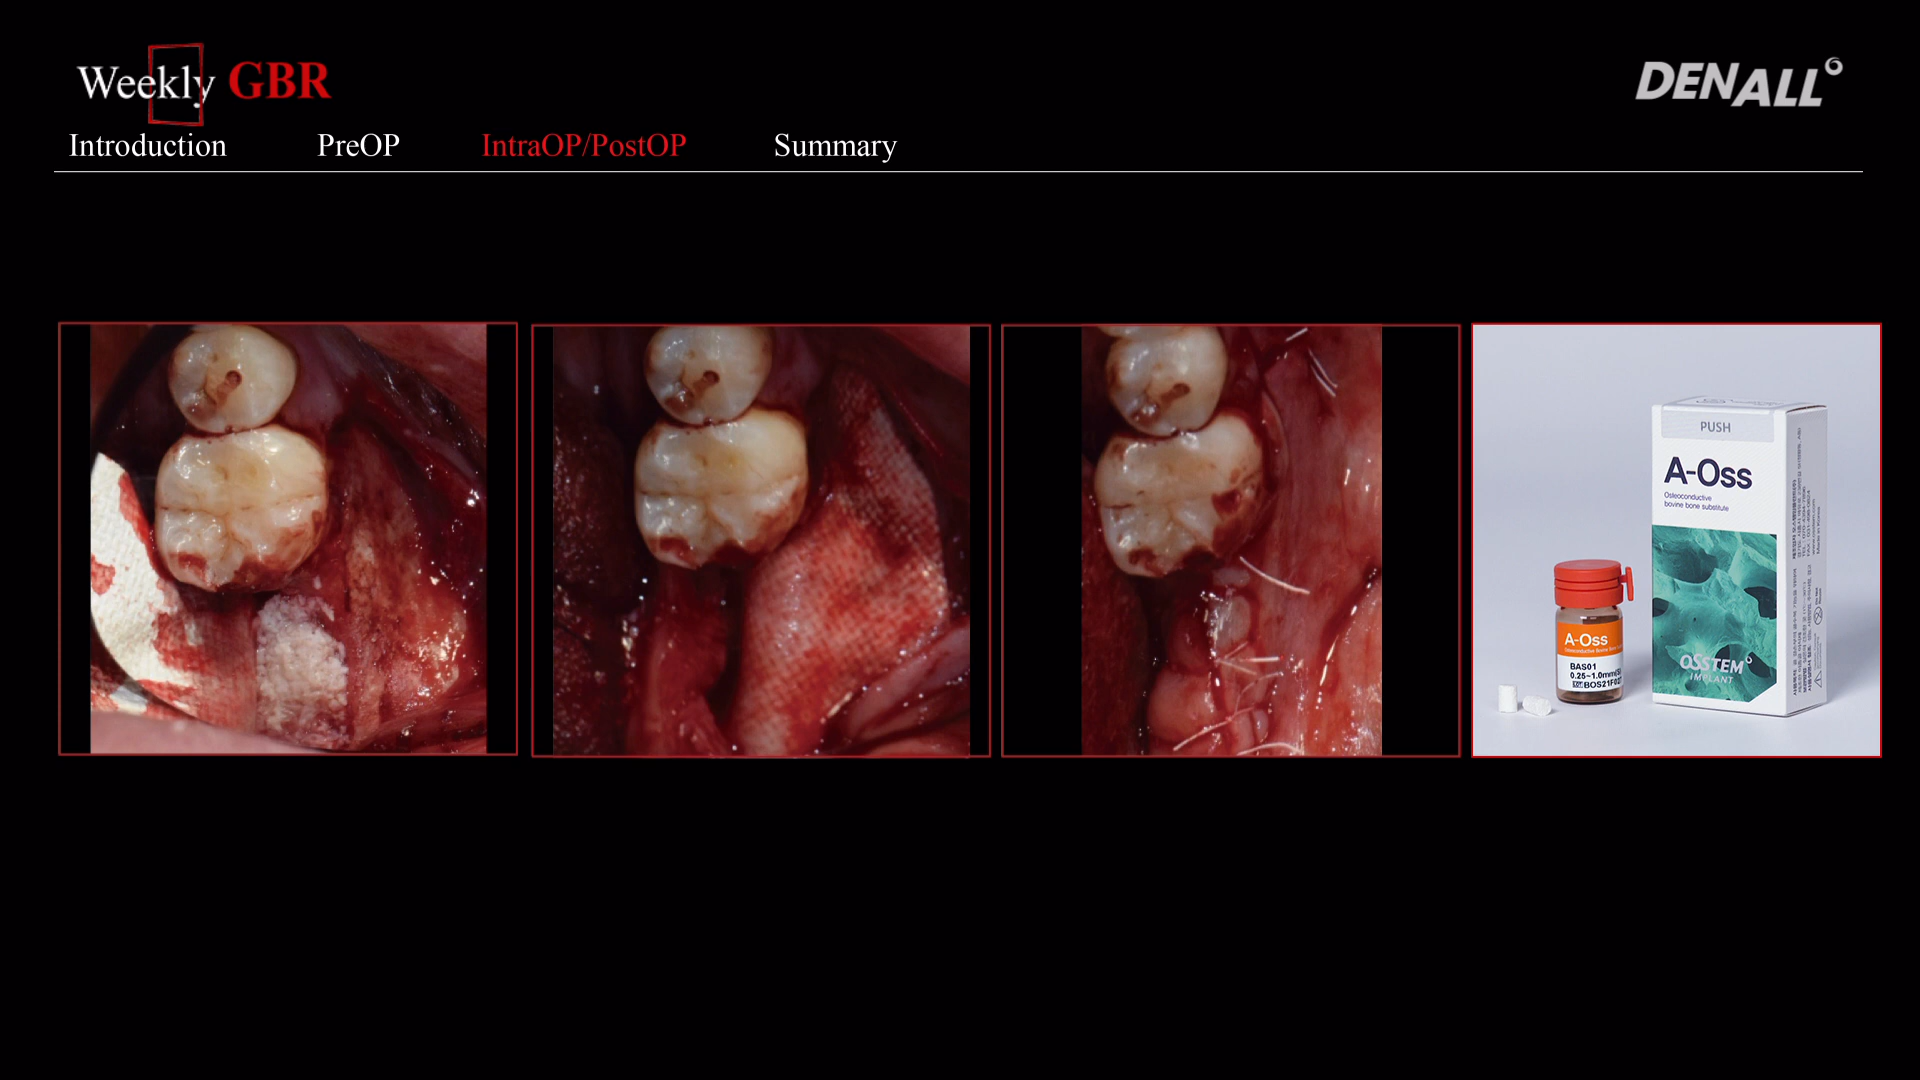 Weekly GBR
DENALL
Introduction PreOP IntraOP/PostOP Summary
PUSH
A-Oss
Osteoconductive
bovine bone substitute
OSSTEM
IMPLANT
A-Oss
BAS01
0.25~1.0mm